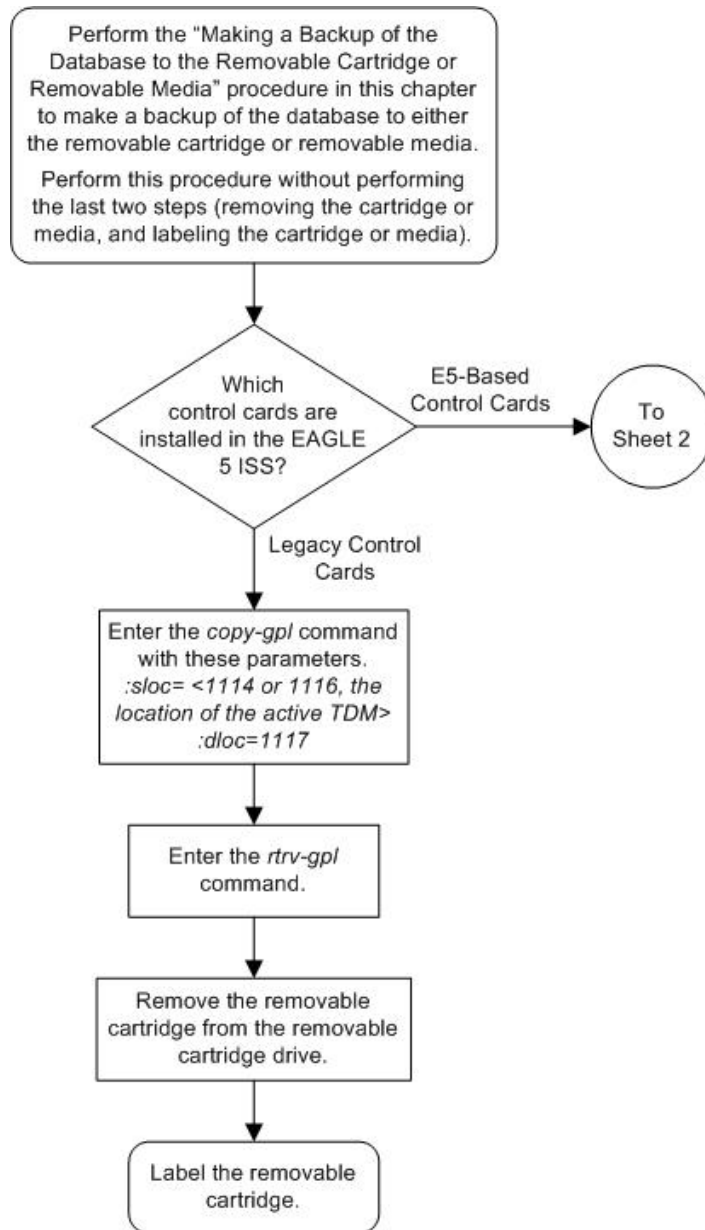 Perform the “Making a Backup of the
Database to the Removable Cartridge or
Removable Media” procedure in this chapter
to make a backup of the database to either
the removable cartridge or removable media.
Perform this procedure without performing
the last two steps (removing the cartridge or
media, and labeling the cartridge or media).
Which
control cards are
installed in the EAGLE
5 ISS?
E5-Based
Control Cards
To
Sheet 2
Legacy Control
Cards
Enter the copy-gpl command
with these parameters.
:sloc= <1114 or 1116, the
location of the active TDM>
:dloc=1117
Enter the rtrv-gpl
command.
Remove the removable
cartridge from the removable
cartridge drive.
Label the removable
cartridge.